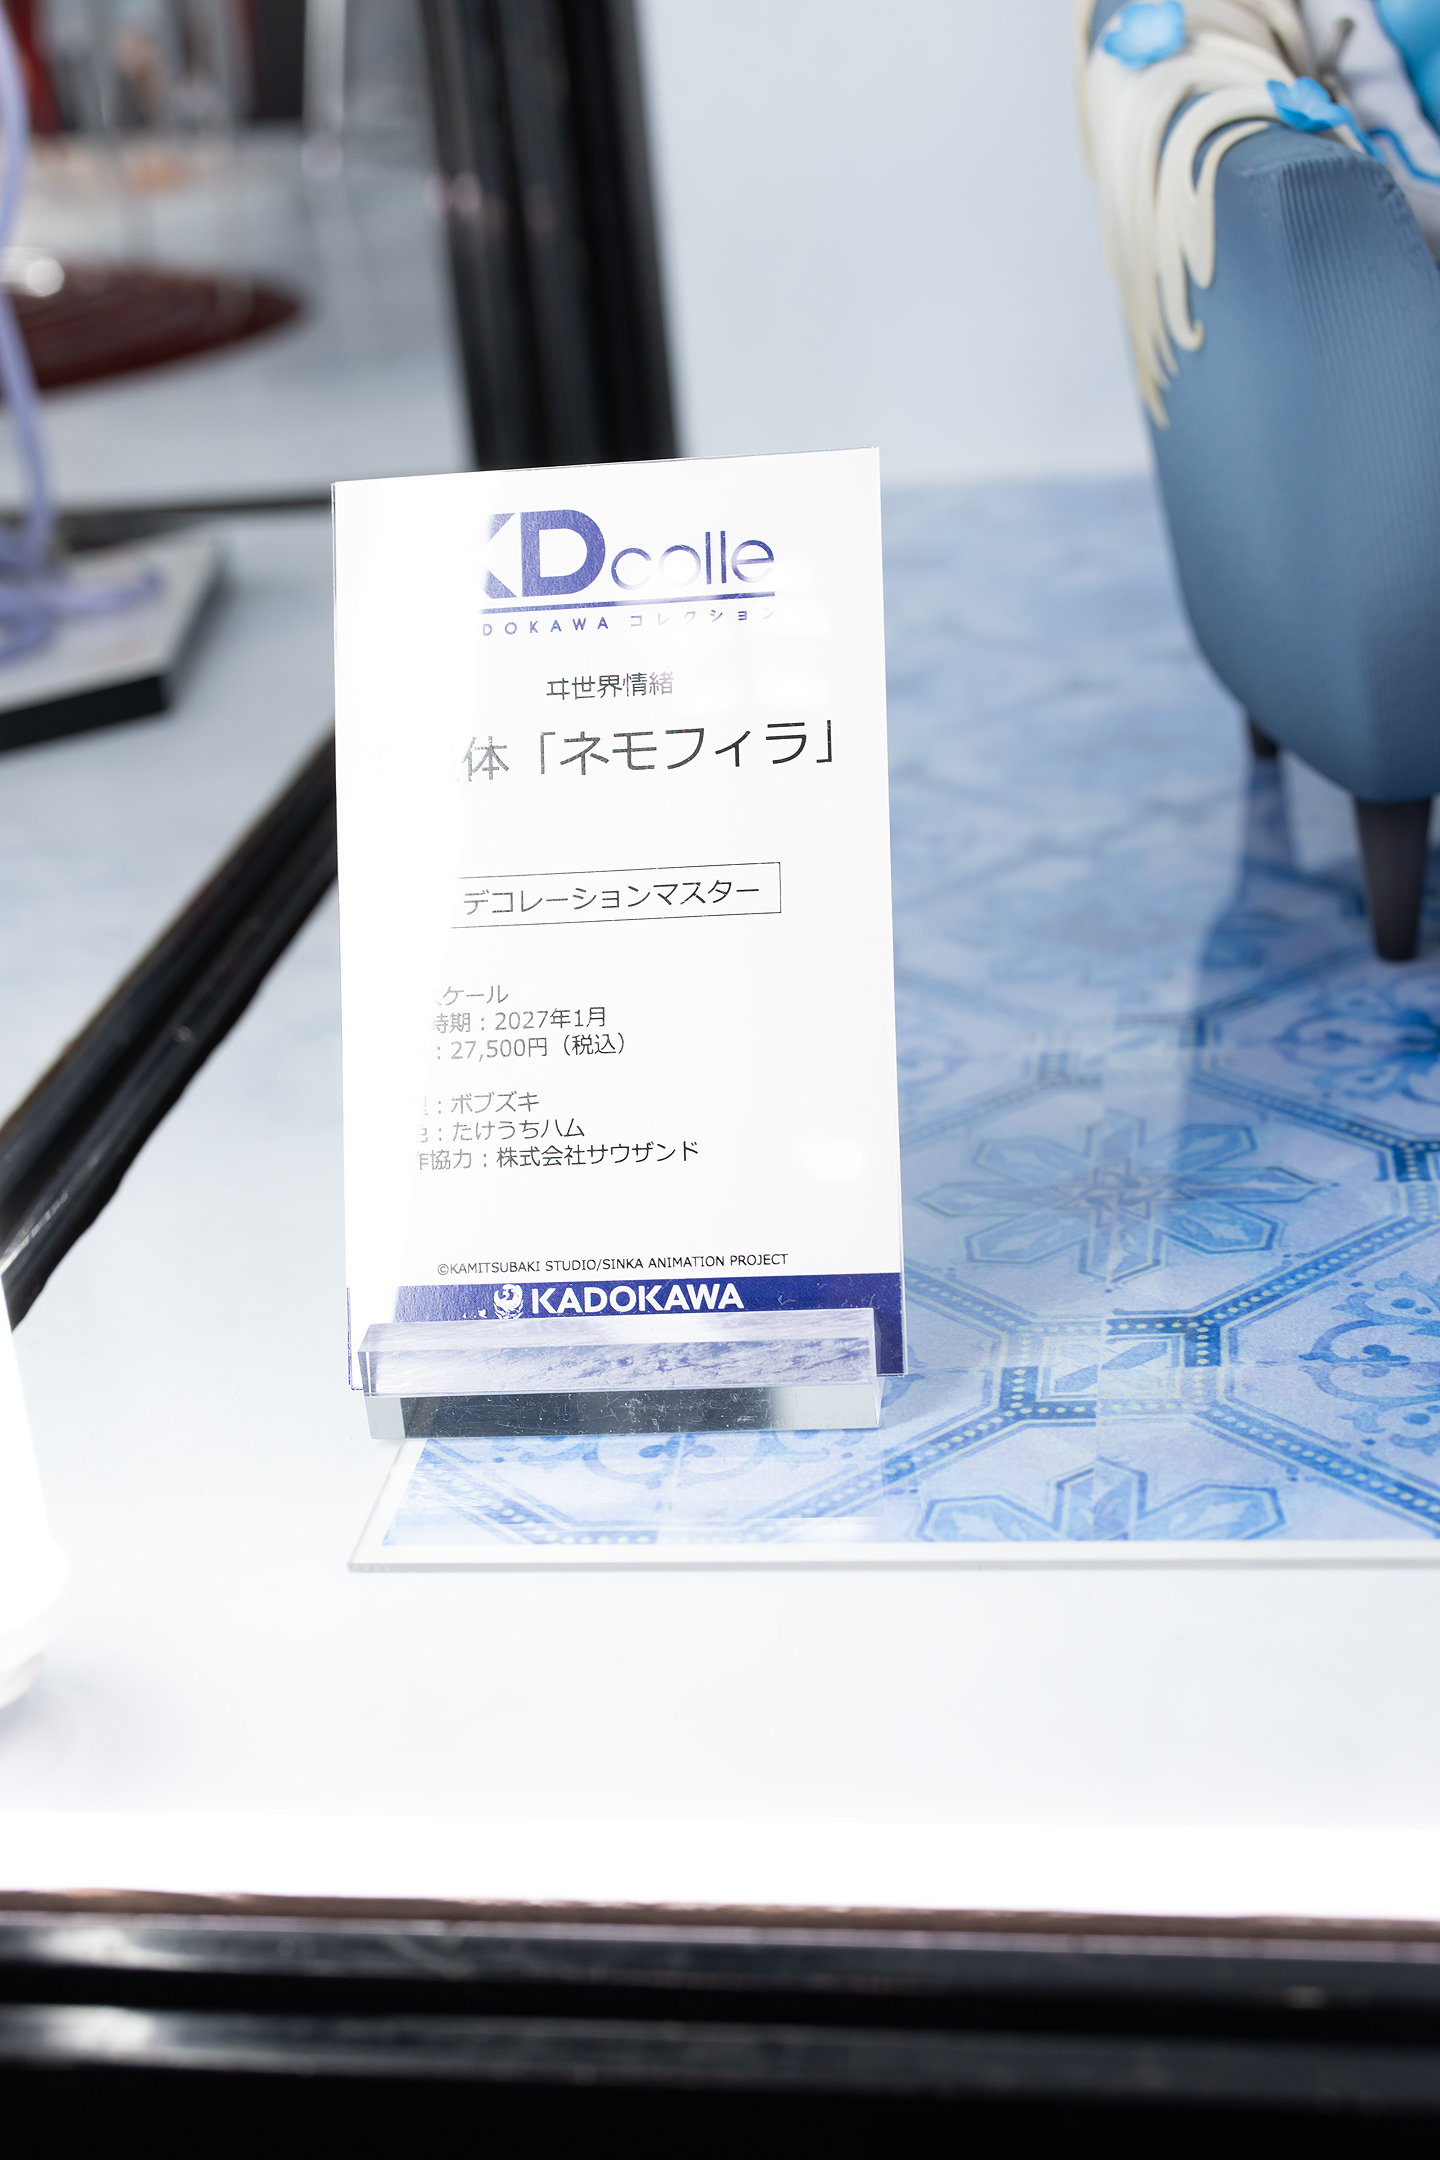 KDcolle
DOKAWA コレクション
ヰ世界情緒
体「ネモフィラ」
デコレーションマスター
ケール
時期：2027年1月
：27,500円（税込）
：ボブズキ
：たけうちハム
作協力：株式会社サウザンド
©KAMITSUBAKI STUDIO/SINKA ANIMATION PROJECT
KADOKAWA